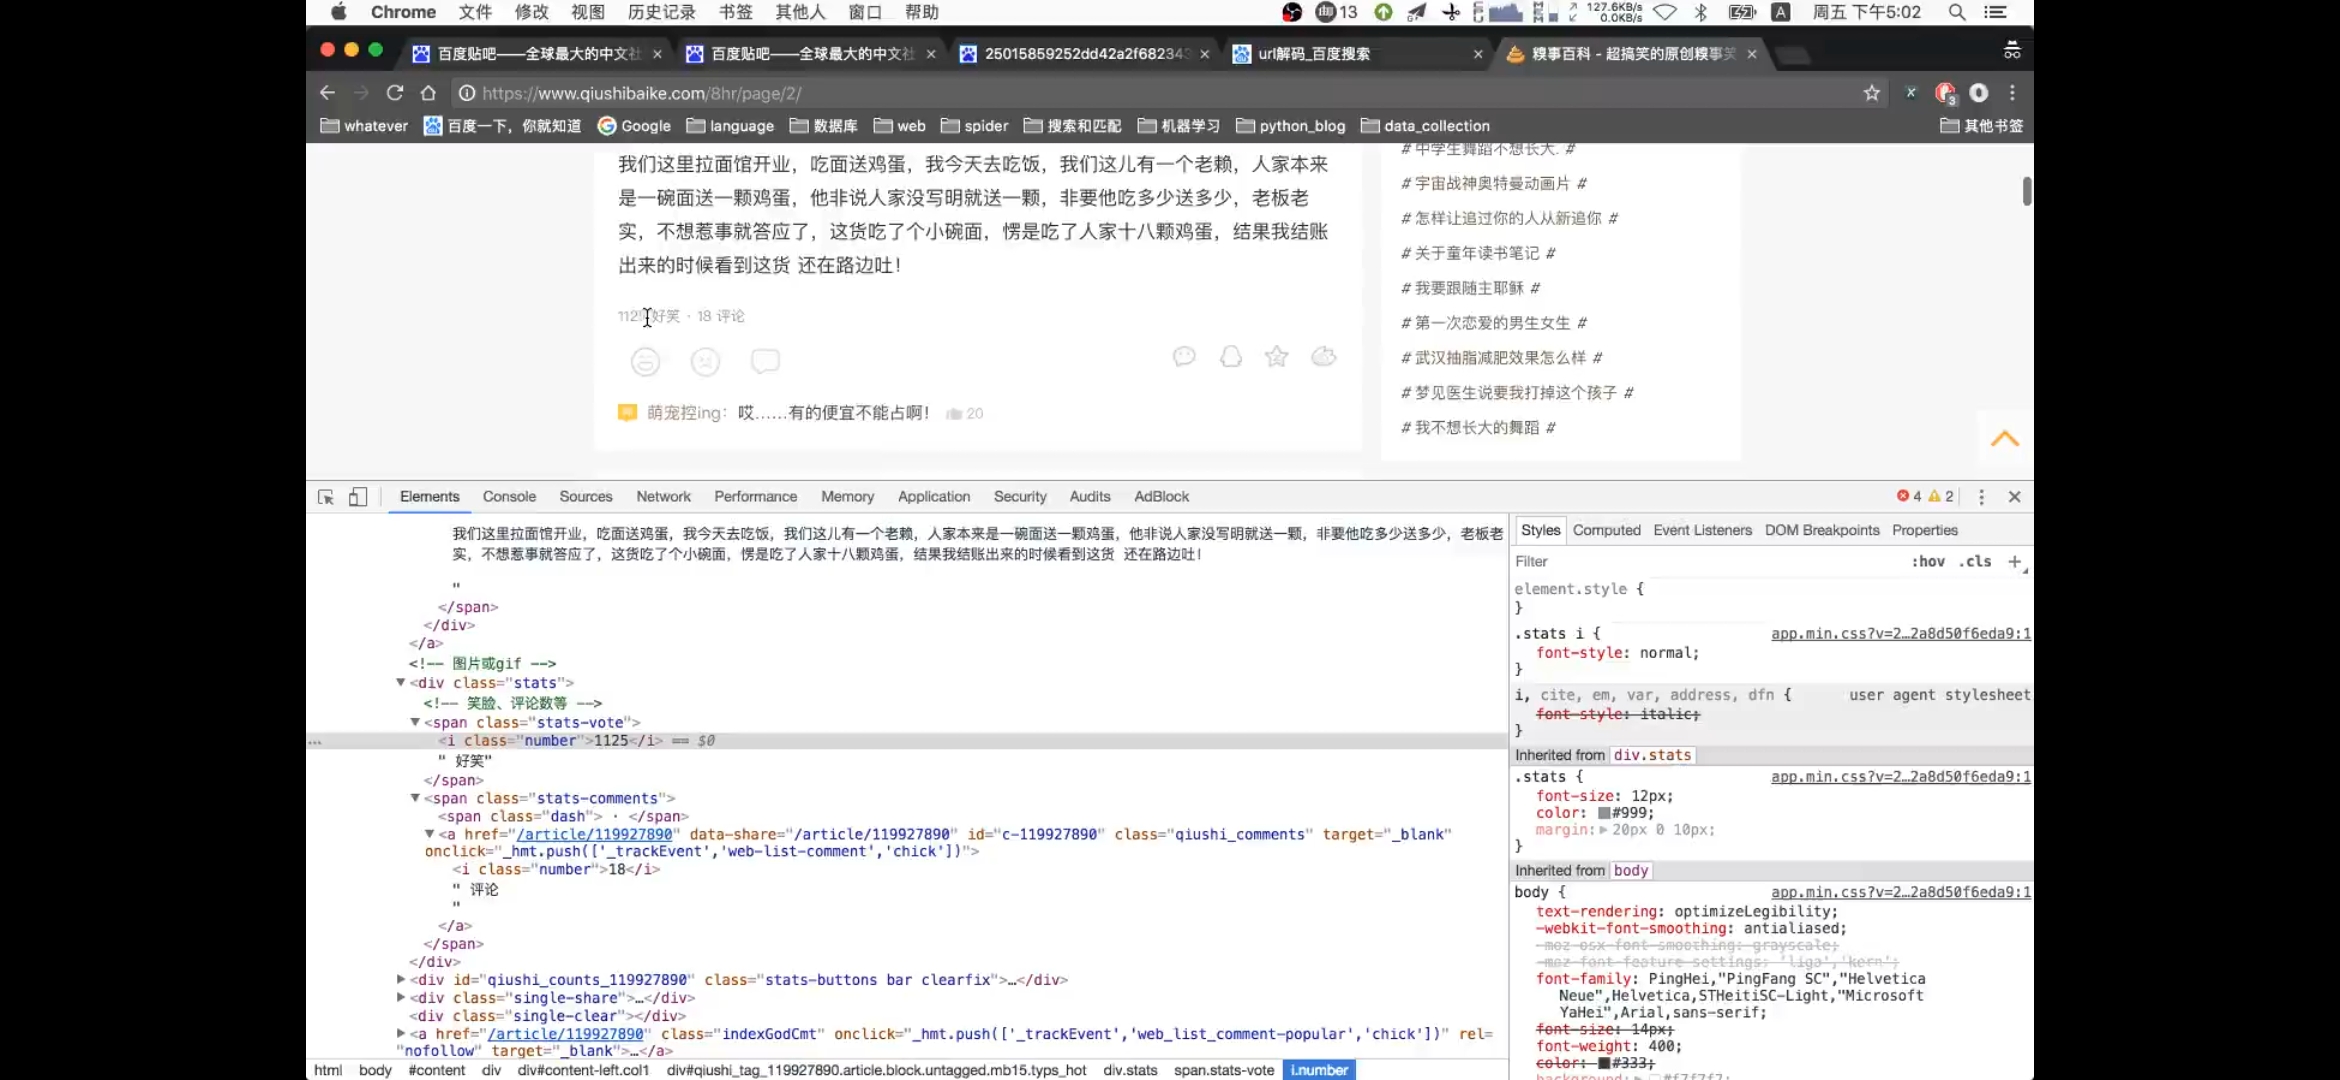 Chrome 文件 修改 视图 历史记录 书签 其他人 窗口 帮助 13 127.6KB/s 0.0KB/s 周五 下午5:02
百度贴吧——全球最大的中文社 百度贴吧——全球最大的中文社 25015859252dd42a2f68234 url解码_百度搜索 糗事百科 - 超搞笑的原创糗事笑
https://www.qiushibaike.com/8hr/page/2/
whatever 百度一下，你就知道 Google language 数据库 web spider 搜索和匹配 机器学习 python_blog data_collection 其他书签
我们这里拉面馆开业，吃面送鸡蛋，我今天去吃饭，我们这儿有一个老赖，人家本来
是一碗面送一颗鸡蛋，他非说人家没写明就送一颗，非要他吃多少送多少，老板老
实，不想惹事就答应了，这货吃了个小碗面，愣是吃了人家十八颗鸡蛋，结果我结账
出来的时候看到这货 还在路边吐！
好笑 · 18 评论
萌宠控ing： 哎……有的便宜不能占啊！ 20
# 中学生舞蹈不想长大. #
# 宇宙战神奥特曼动画片 #
# 怎样让追过你的人从新追你 #
# 关于童年读书笔记 #
# 我要跟随主耶稣 #
# 第一次恋爱的男生女生 #
# 武汉抽脂减肥效果怎么样 #
# 梦见医生说要我打掉这个孩子 #
# 我不想长大的舞蹈 #
Elements Console Sources Network Performance Memory Application Security Audits AdBlock 4 2
我们这里拉面馆开业，吃面送鸡蛋，我今天去吃饭，我们这儿有一个老赖，人家本来是一碗面送一颗鸡蛋，他非说人家没写明就送一颗，非要他吃多少送多少，老板老
实，不想惹事就答应了，这货吃了个小碗面，愣是吃了人家十八颗鸡蛋，结果我结账出来的时候看到这货 还在路边吐！
"
</span>
</div>
</a>
<!-- 图片或gif -->
<div class="stats">
<!-- 笑脸、评论数等 -->
<span class="stats-vote">
<i class="number">1125</i> == $0
" 好笑"
</span>
<span class="stats-comments">
<span class="dash"> · </span>
<a href="/article/119927890" data-share="/article/119927890" id="c-119927890" class="qiushi_comments" target="_blank"
onclick="_hmt.push(['_trackEvent','web-list-comment','chick'])">
<i class="number">18</i>
" 评论
"
</a>
</span>
</div>
<div id="qiushi_counts_119927890" class="stats-buttons bar clearfix">…</div>
<div class="single-share">…</div>
<div class="single-clear"></div>
<a href="/article/119927890" class="indexGodCmt" onclick="_hmt.push(['_trackEvent','web_list_comment-popular','chick'])" rel=
"nofollow" target="_blank">…</a>
html body #content div div#content-left.col1 div#qiushi_tag_119927890.article.block.untagged.mb15.typs_hot div.stats span.stats-vote i.number
Styles Computed Event Listeners DOM Breakpoints Properties
Filter :hov .cls +
element.style {
}
.stats i { app.min.css?v=2…2a8d50f6eda9:1
font-style: normal;
}
i, cite, em, var, address, dfn { user agent stylesheet
font-style: italic;
}
Inherited from div.stats
.stats { app.min.css?v=2…2a8d50f6eda9:1
font-size: 12px;
color: #999;
margin: 20px 0 10px;
}
Inherited from body
body { app.min.css?v=2…2a8d50f6eda9:1
text-rendering: optimizeLegibility;
-webkit-font-smoothing: antialiased;
-moz-osx-font-smoothing: grayscale;
-moz-font-feature-settings: 'liga','kern';
font-family: PingHei,"PingFang SC","Helvetica
Neue",Helvetica,STHeitiSC-Light,"Microsoft
YaHei",Arial,sans-serif;
font-size: 14px;
font-weight: 400;
color: #333;